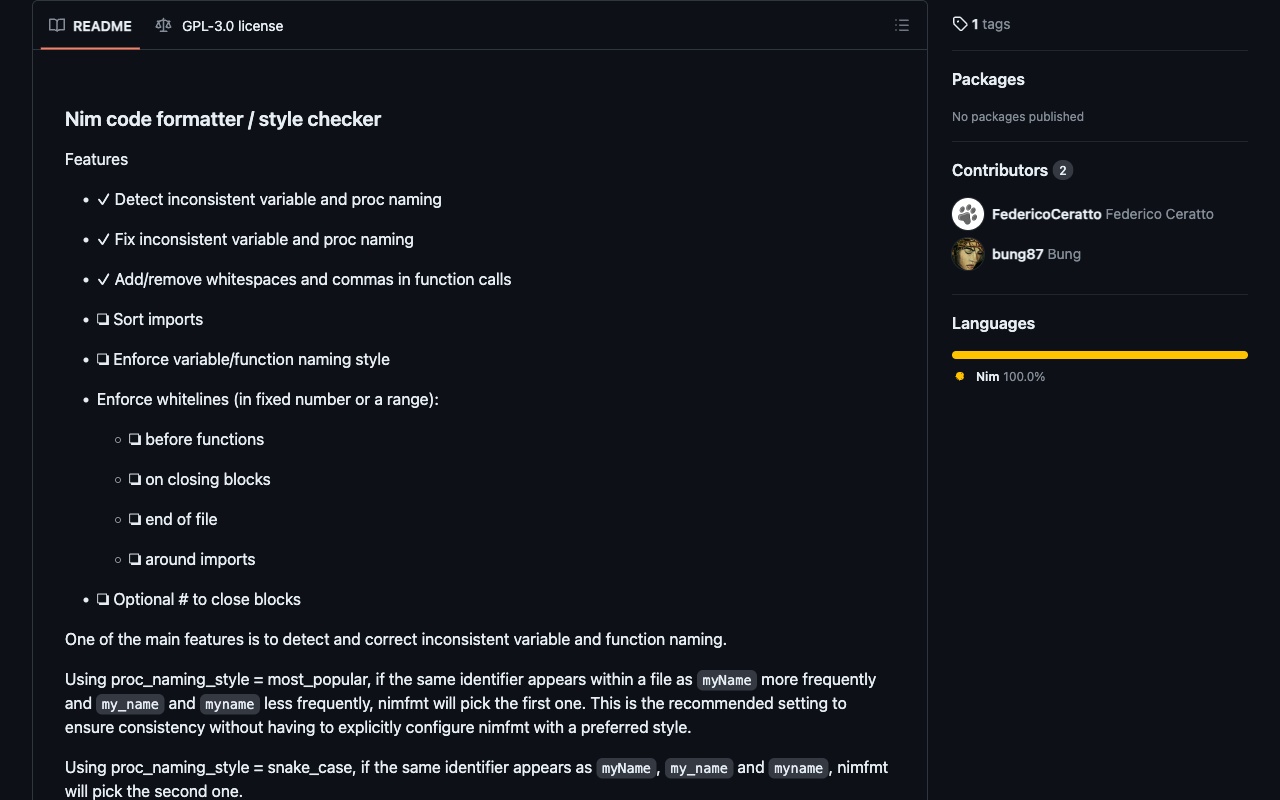 README
GPL-3.0 license
Nim code formatter / style checker
Features
• ✓ Detect inconsistent variable and proc naming
• ✓ Fix inconsistent variable and proc naming
• ✓ Add/remove whitespaces and commas in function calls
• ❏ Sort imports
• ❏ Enforce variable/function naming style
• Enforce whitelines (in fixed number or a range):
◦ ❏ before functions
◦ ❏ on closing blocks
◦ ❏ end of file
◦ ❏ around imports
• ❏ Optional # to close blocks
One of the main features is to detect and correct inconsistent variable and function naming.
Using proc_naming_style = most_popular, if the same identifier appears within a file as myName more frequently
and my_name and myname less frequently, nimfmt will pick the first one. This is the recommended setting to
ensure consistency without having to explicitly configure nimfmt with a preferred style.
Using proc_naming_style = snake_case, if the same identifier appears as myName, my_name and myname, nimfmt
will pick the second one.
1 tags
Packages
No packages published
Contributors 2
FedericoCeratto Federico Ceratto
bung87 Bung
Languages
Nim 100.0%